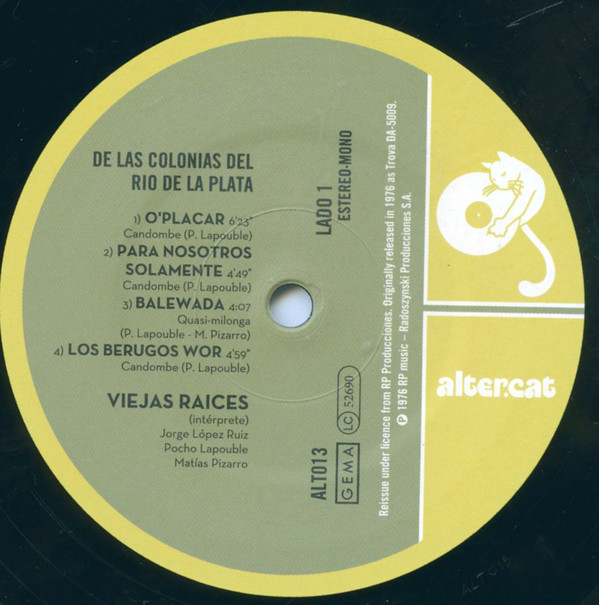 DE LAS COLONIAS DEL
RIO DE LA PLATA
1) O'PLACAR 6'23"
Candombe (P. Lapouble)
2) PARA NOSOTROS
SOLAMENTE 4'49"
Candombe (P. Lapouble)
3) BALEWADA 4:07
Quasi-milonga
(P. Lapouble - M. Pizarro)
4) LOS BERUGOS WOR 4'59"
Candombe (P. Lapouble)
VIEJAS RAICES
(intérprete)
Jorge López Ruiz
Pocho Lapouble
Matías Pizarro
LADO 1
ESTEREO-MONO
ALT013
GEMA
LC 52690
Reissue under licence from RP Producciones. Originally released in 1976 as Trova DA-5009.
℗ 1976 RP music – Radoszynski Producciones S.A.
alter.cat